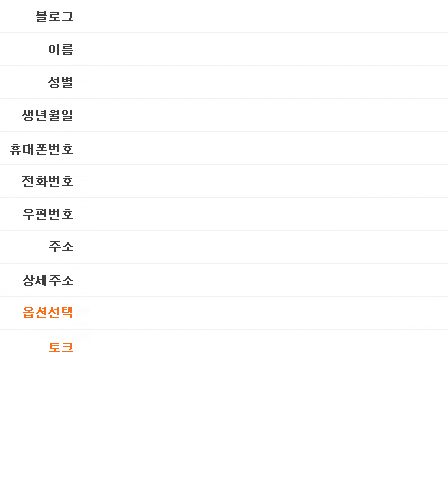 블로그
이름
성별
생년월일
휴대폰번호
전화번호
우편번호
주소
상세주소
옵션선택
토크